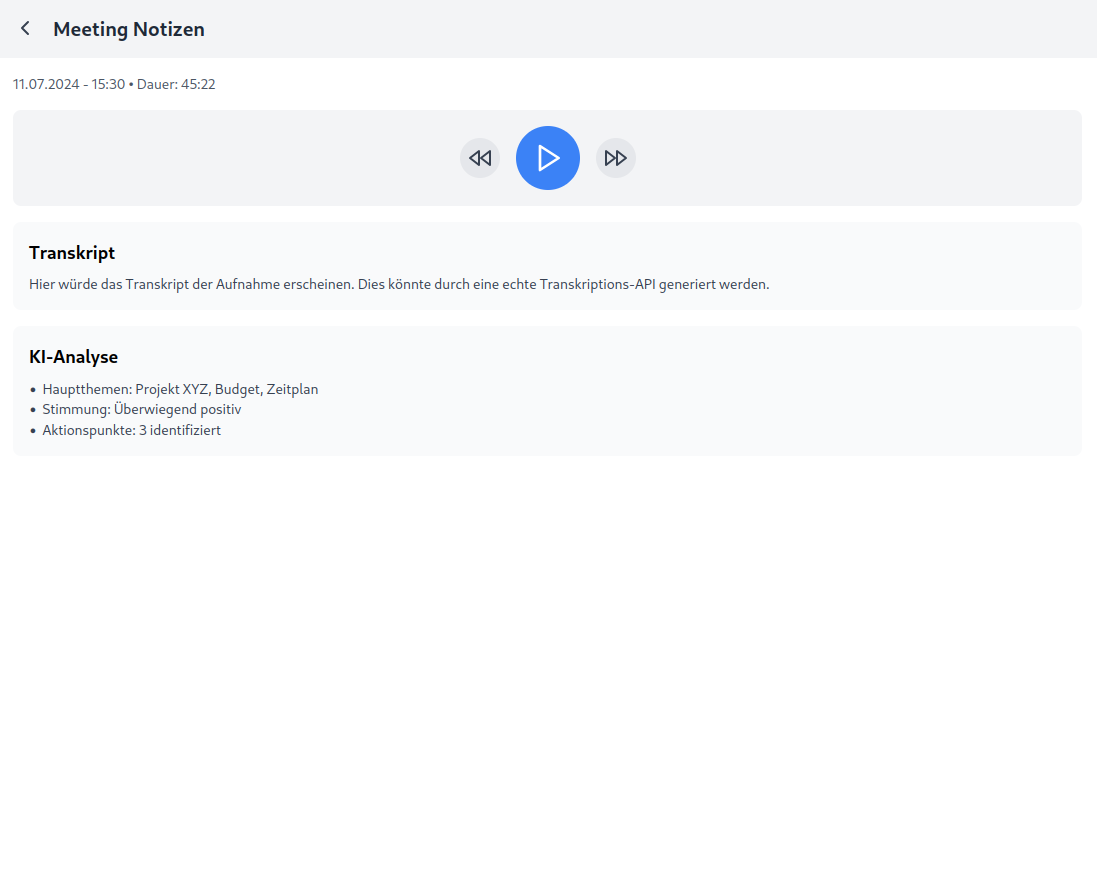 Meeting Notizen
11.07.2024 - 15:30 • Dauer: 45:22
Transkript
Hier würde das Transkript der Aufnahme erscheinen. Dies könnte durch eine echte Transkriptions-API generiert werden.
KI-Analyse
• Hauptthemen: Projekt XYZ, Budget, Zeitplan
• Stimmung: Überwiegend positiv
• Aktionspunkte: 3 identifiziert